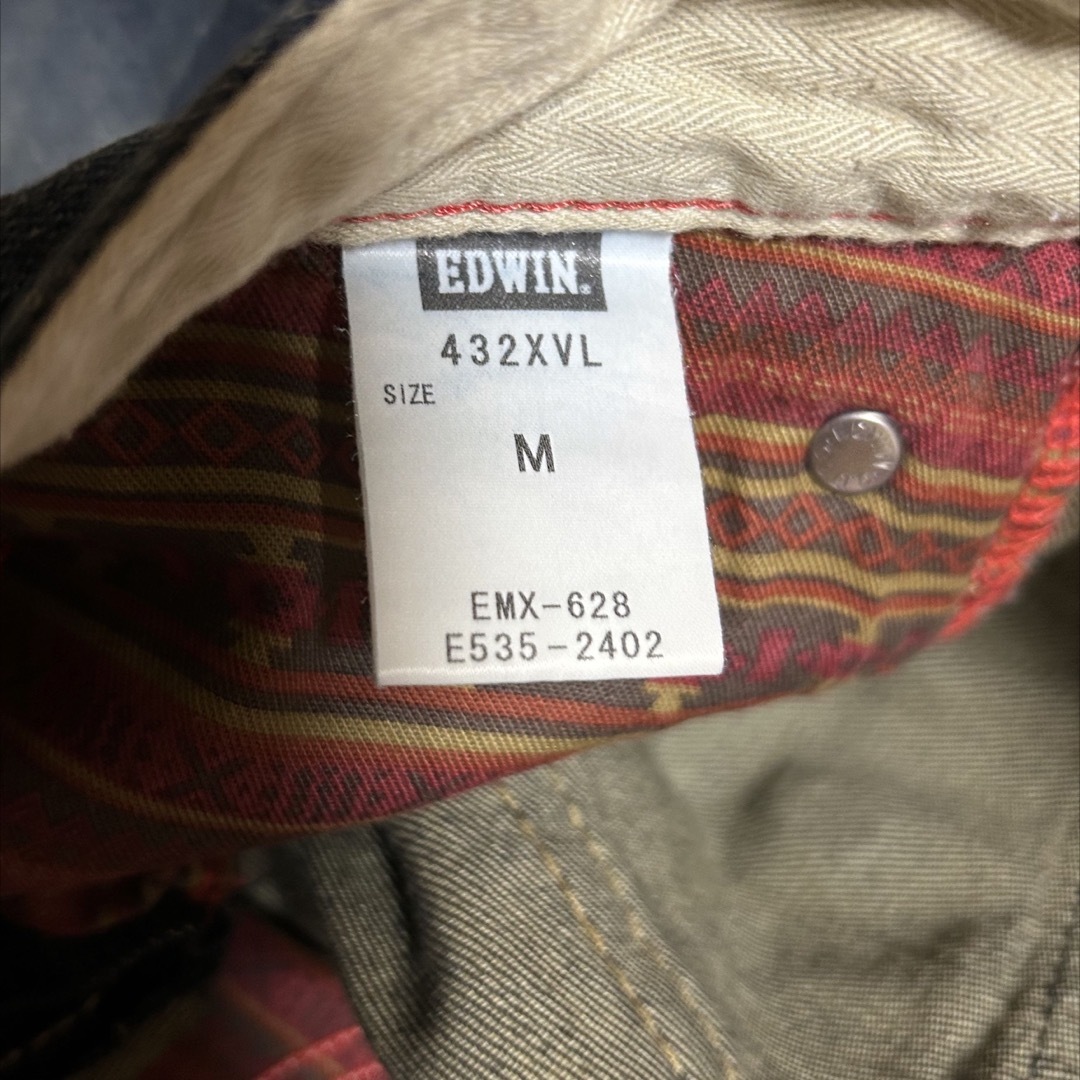 EDWIN.
432XVL
SIZE
M
EMX-628
E535-2402